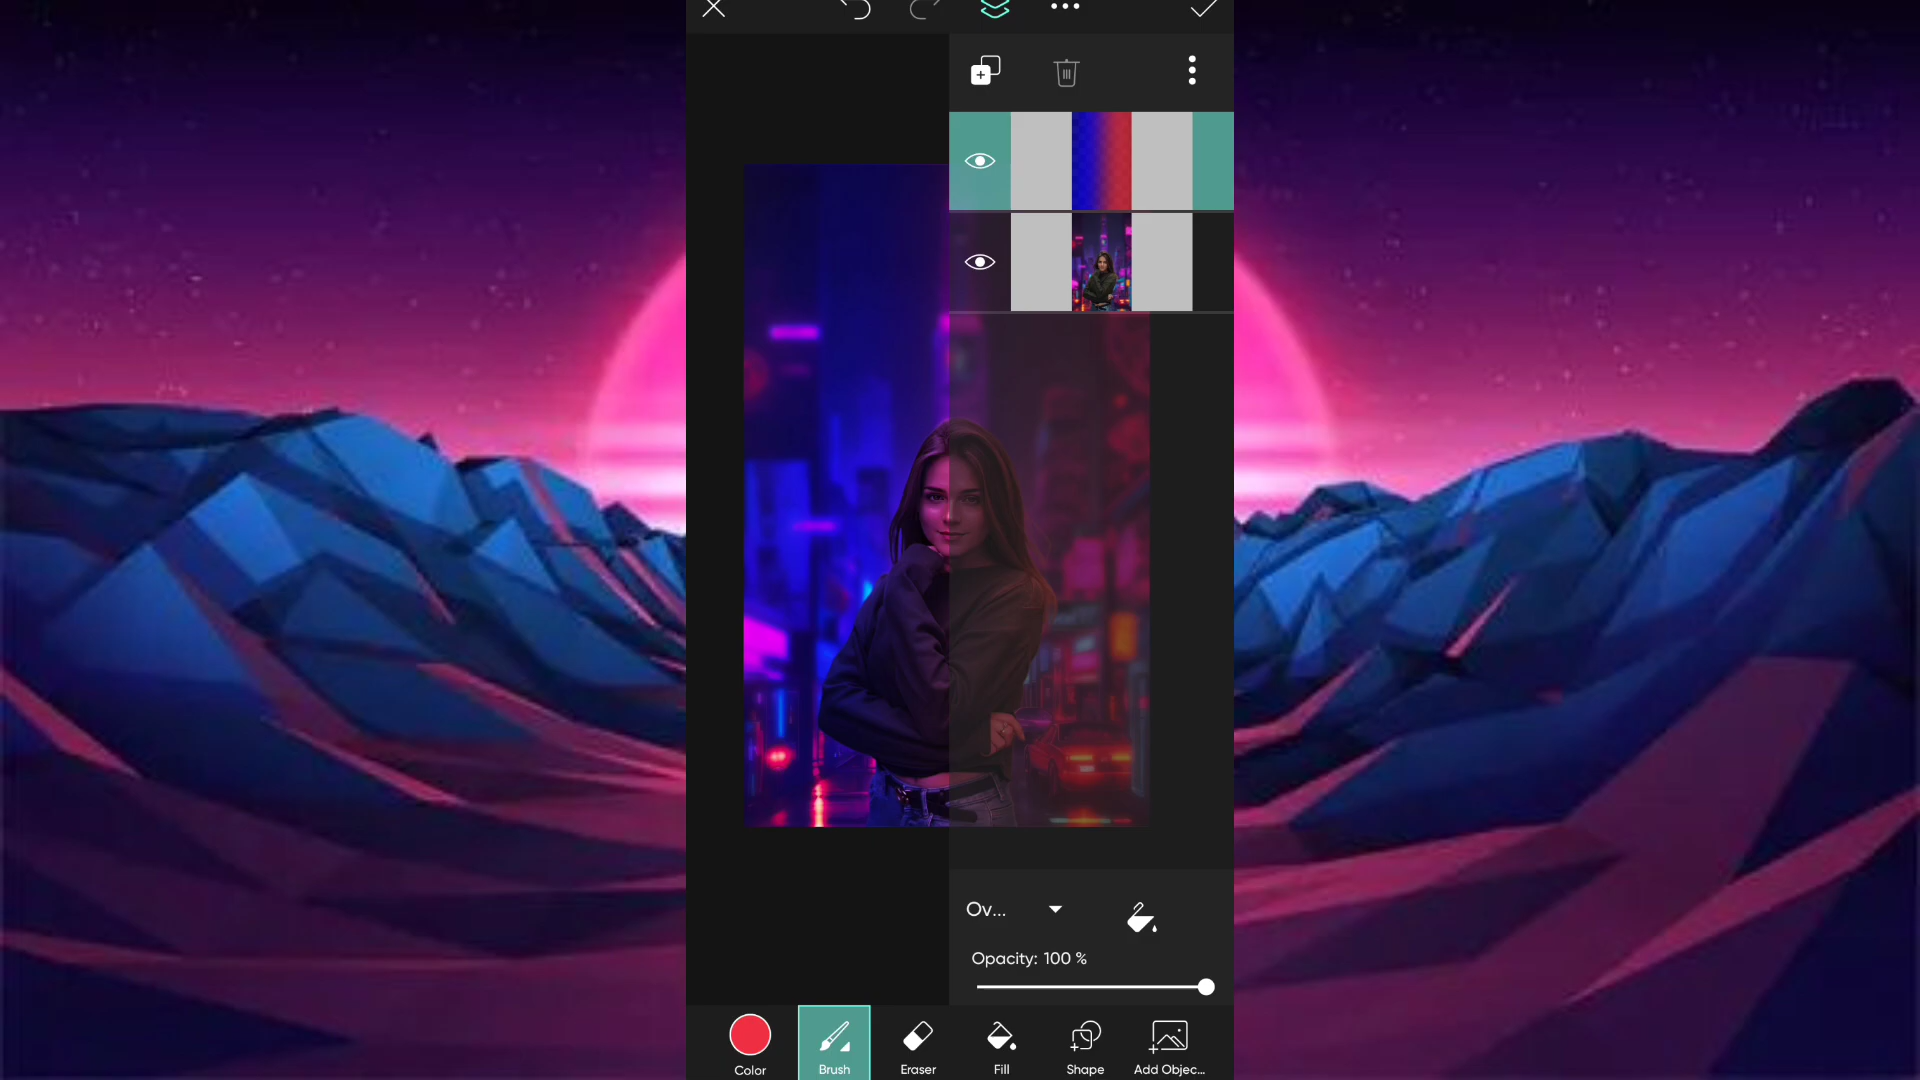 Ov...
Opacity: 100 %
Color
Brush
Eraser
Fill
Shape
Add Objec...